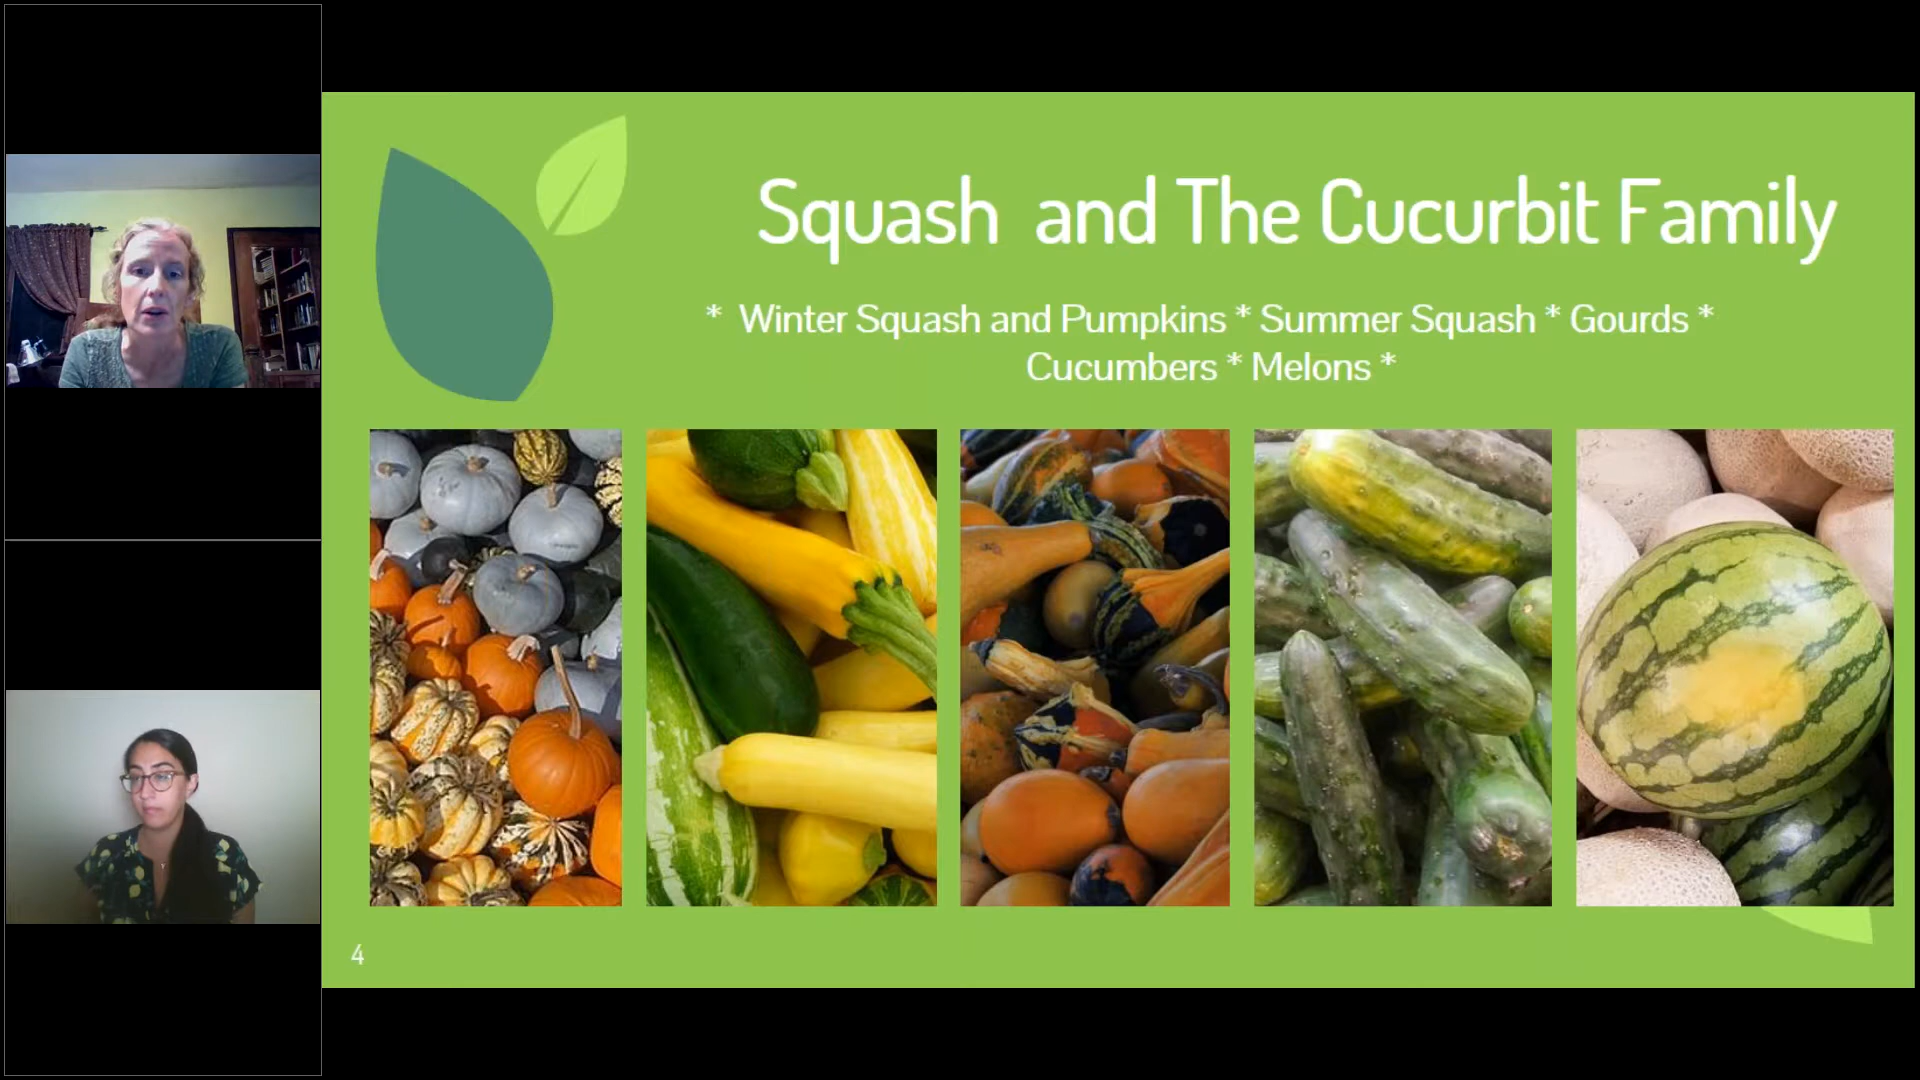 Squash and The Cucurbit Family
* Winter Squash and Pumpkins * Summer Squash * Gourds *
Cucumbers * Melons *
4